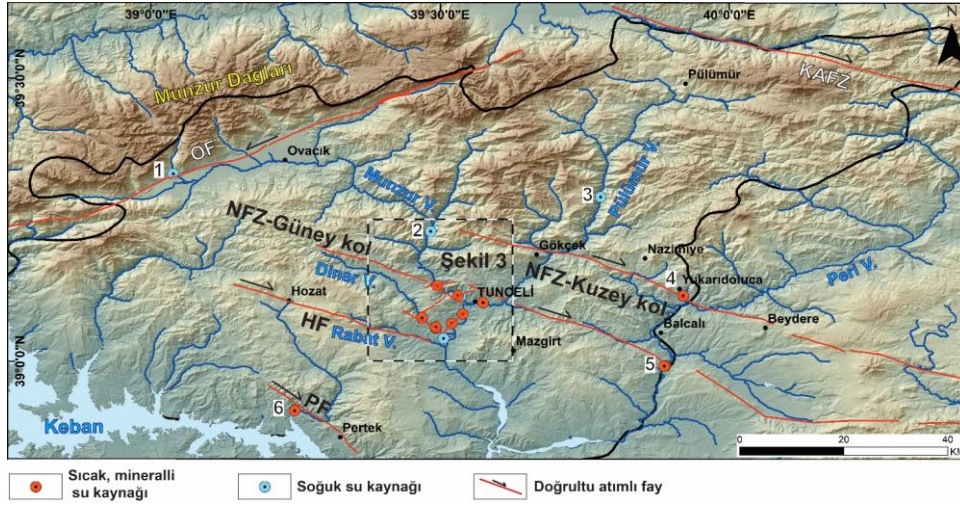 39°0'0"E
39°30'0"E
40°0'0"E
N
39°30'0"N
39°0'0"N
Munzur Dağları
KAFZ
Pülümür
OF
Ovacık
1
Munzur V.
3
Pülümür V.
2
NFZ-Güney kol
Şekil 3
Gökçek
Nazimiye
NFZ-Kuzey kol
4
Yukarıdoluca
Peri V.
Dinar V.
TUNCELİ
Hozat
HF
Rabat V.
Balcalı
Beydere
Mazgirt
5
PF
6
Keban
Pertek
0 20 40
KM
Sıcak, mineralli
su kaynağı
Soğuk su kaynağı
Doğrultu atımlı fay